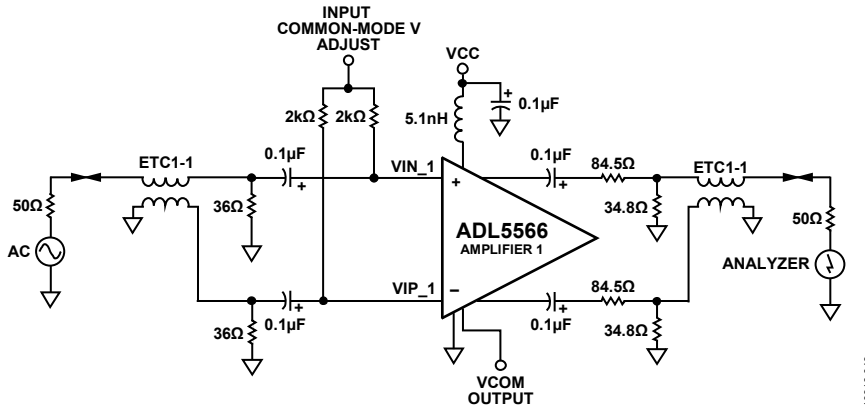 INPUT
COMMON-MODE V
ADJUST
VCC
2kΩ
2kΩ
5.1nH
+
0.1µF
ETC1-1
0.1µF
+
VIN_1
+
0.1µF
+
84.5Ω
ETC1-1
50Ω
36Ω
34.8Ω
50Ω
ADL5566
AMPLIFIER 1
AC
ANALYZER
VIP_1
–
84.5Ω
36Ω
0.1µF
+
0.1µF
+
34.8Ω
VCOM
OUTPUT